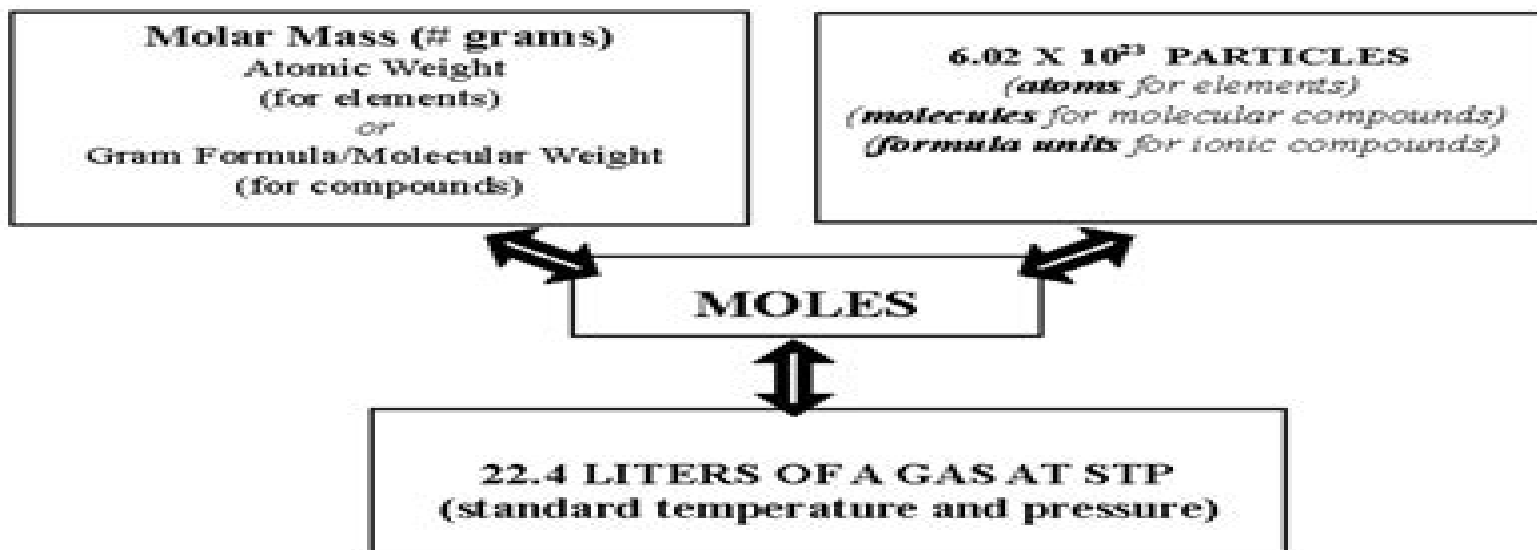 Molar Mass (# grams)
Atomic Weight
(for elements)
or
Gram Formula/Molecular Weight
(for compounds)
6.02 X 10²³ PARTICLES
(atoms for elements)
(molecules for molecular compounds)
(formula units for ionic compounds)
MOLES
22.4 LITERS OF A GAS AT STP
(standard temperature and pressure)